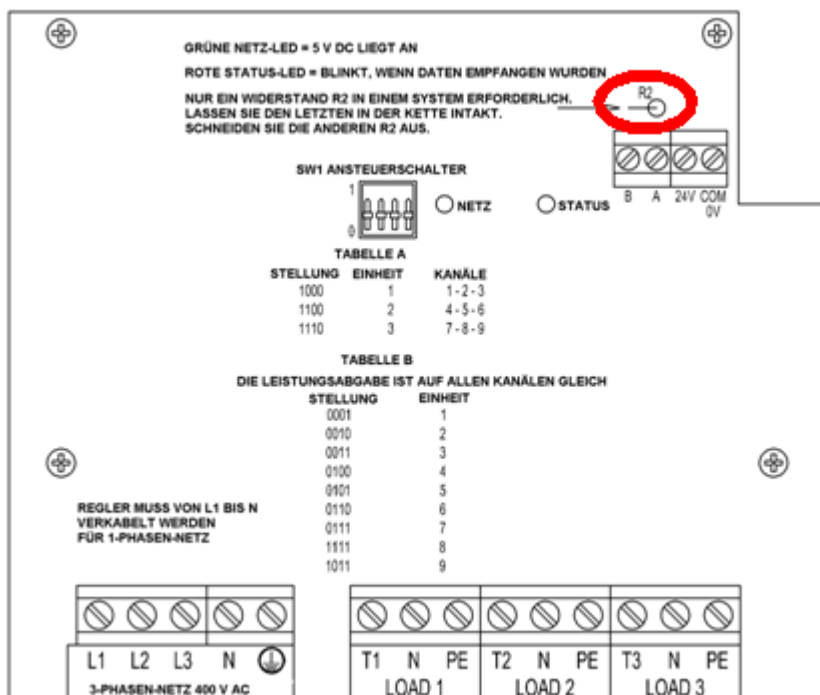 GRÜNE NETZ-LED = 5 V DC LIEGT AN
ROTE STATUS-LED = BLINKT, WENN DATEN EMPFANGEN WURDEN
NUR EIN WIDERSTAND R2 IN EINEM SYSTEM ERFORDERLICH.
LASSEN SIE DEN LETZTEN IN DER KETTE INTAKT.
SCHNEIDEN SIE DIE ANDEREN R2 AUS.
R2
B A 24V COM
0V
SW1 ANSTEUERSCHALTER
1
0
NETZ STATUS
TABELLE A
STELLUNG EINHEIT KANÄLE
1000 1 1-2-3
1100 2 4-5-6
1110 3 7-8-9
TABELLE B
DIE LEISTUNGSABGABE IST AUF ALLEN KANÄLEN GLEICH
STELLUNG EINHEIT
0001 1
0010 2
0011 3
0100 4
0101 5
0110 6
0111 7
1111 8
1011 9
REGLER MUSS VON L1 BIS N
VERKABELT WERDEN
FÜR 1-PHASEN-NETZ
L1 L2 L3 N
3-PHASEN-NETZ 400 V AC
T1 N PE T2 N PE T3 N PE
LOAD 1 LOAD 2 LOAD 3